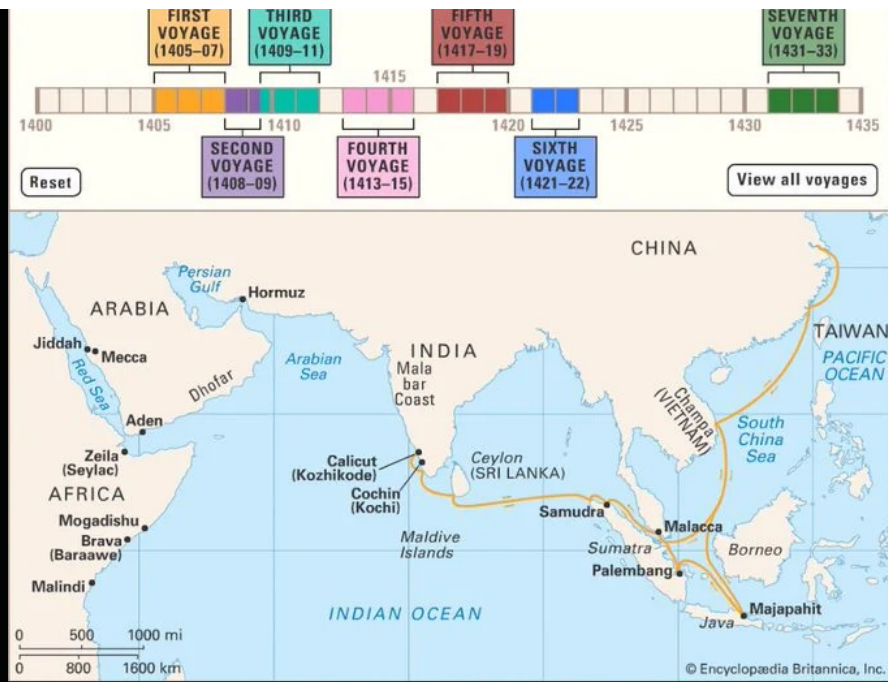 FIRST
VOYAGE
(1405–07)
THIRD
VOYAGE
(1409–11)
FIFTH
VOYAGE
(1417–19)
SEVENTH
VOYAGE
(1431–33)
1415
1400
1405
1410
1420
1425
1430
1435
SECOND
VOYAGE
(1408–09)
FOURTH
VOYAGE
(1413–15)
SIXTH
VOYAGE
(1421–22)
Reset
View all voyages
CHINA
Persian
Gulf
Hormuz
ARABIA
TAIWAN
Jiddah
Mecca
Red Sea
Arabian
Sea
INDIA
Mala
bar
Coast
PACIFIC
OCEAN
Dhofar
Champa
(VIETNAM)
Aden
South
China
Sea
Zeila
(Seylac)
Calicut
(Kozhikode)
Ceylon
(SRI LANKA)
AFRICA
Cochin
(Kochi)
Samudra
Mogadishu
Malacca
Brava
(Baraawe)
Maldive
Islands
Sumatra
Borneo
Palembang
Malindi
INDIAN OCEAN
Majapahit
Java
0 500 1000 mi
0 800 1600 km
© Encyclopædia Britannica, Inc.